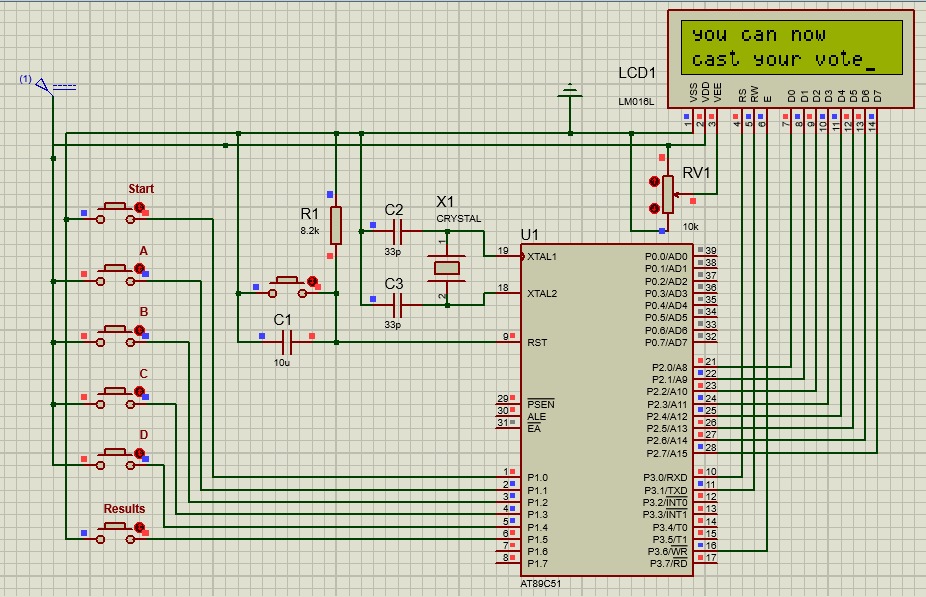 you can now
cast your vote_
LCD1
LM016L
VSS VDD VEE RS RW E D0 D1 D2 D3 D4 D5 D6 D7
1 2 3 4 5 6 7 8 9 10 11 12 13 14
(1)
RV1
10k
Start
A
B
C
D
Results
R1
8.2k
C1
10u
C2
33p
C3
33p
X1
CRYSTAL
1
2
U1
19 XTAL1
18 XTAL2
9 RST
29 PSEN
30 ALE
31 EA
1 P1.0
2 P1.1
3 P1.2
4 P1.3
5 P1.4
6 P1.5
7 P1.6
8 P1.7
P0.0/AD0 39
P0.1/AD1 38
P0.2/AD2 37
P0.3/AD3 36
P0.4/AD4 35
P0.5/AD5 34
P0.6/AD6 33
P0.7/AD7 32
P2.0/A8 21
P2.1/A9 22
P2.2/A10 23
P2.3/A11 24
P2.4/A12 25
P2.5/A13 26
P2.6/A14 27
P2.7/A15 28
P3.0/RXD 10
P3.1/TXD 11
P3.2/INT0 12
P3.3/INT1 13
P3.4/T0 14
P3.5/T1 15
P3.6/WR 16
P3.7/RD 17
AT89C51